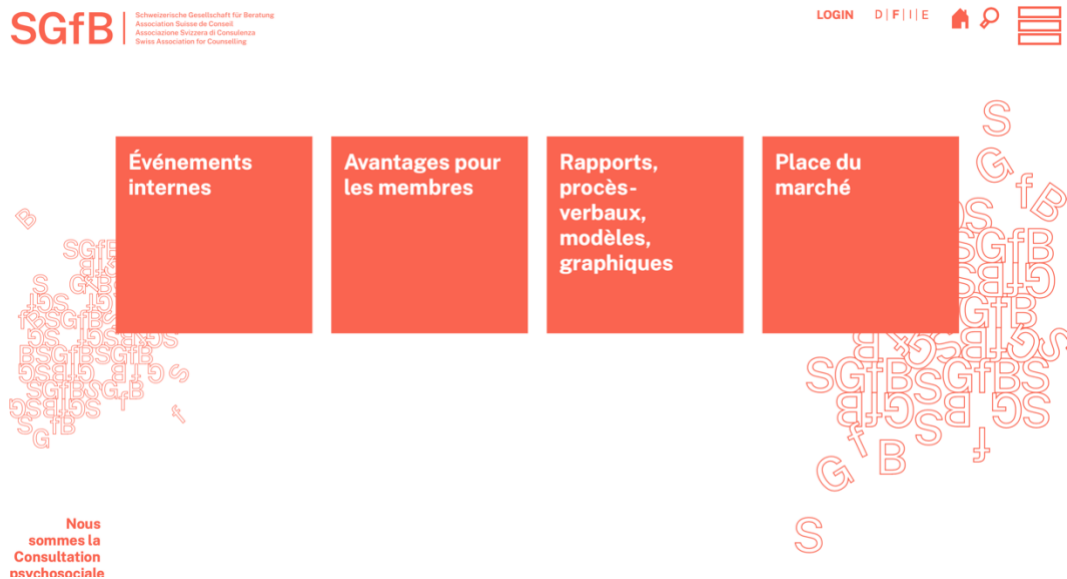 SGfB
Schweizerische Gesellschaft für Beratung
Association Suisse de Conseil
Associazione Svizzera di Consulenza
Swiss Association for Counselling
LOGIN D|F|I|E
Événements
internes
Avantages pour
les membres
Rapports,
procès-
verbaux,
modèles,
graphiques
Place du
marché
Nous
sommes la
Consultation
psychosociale